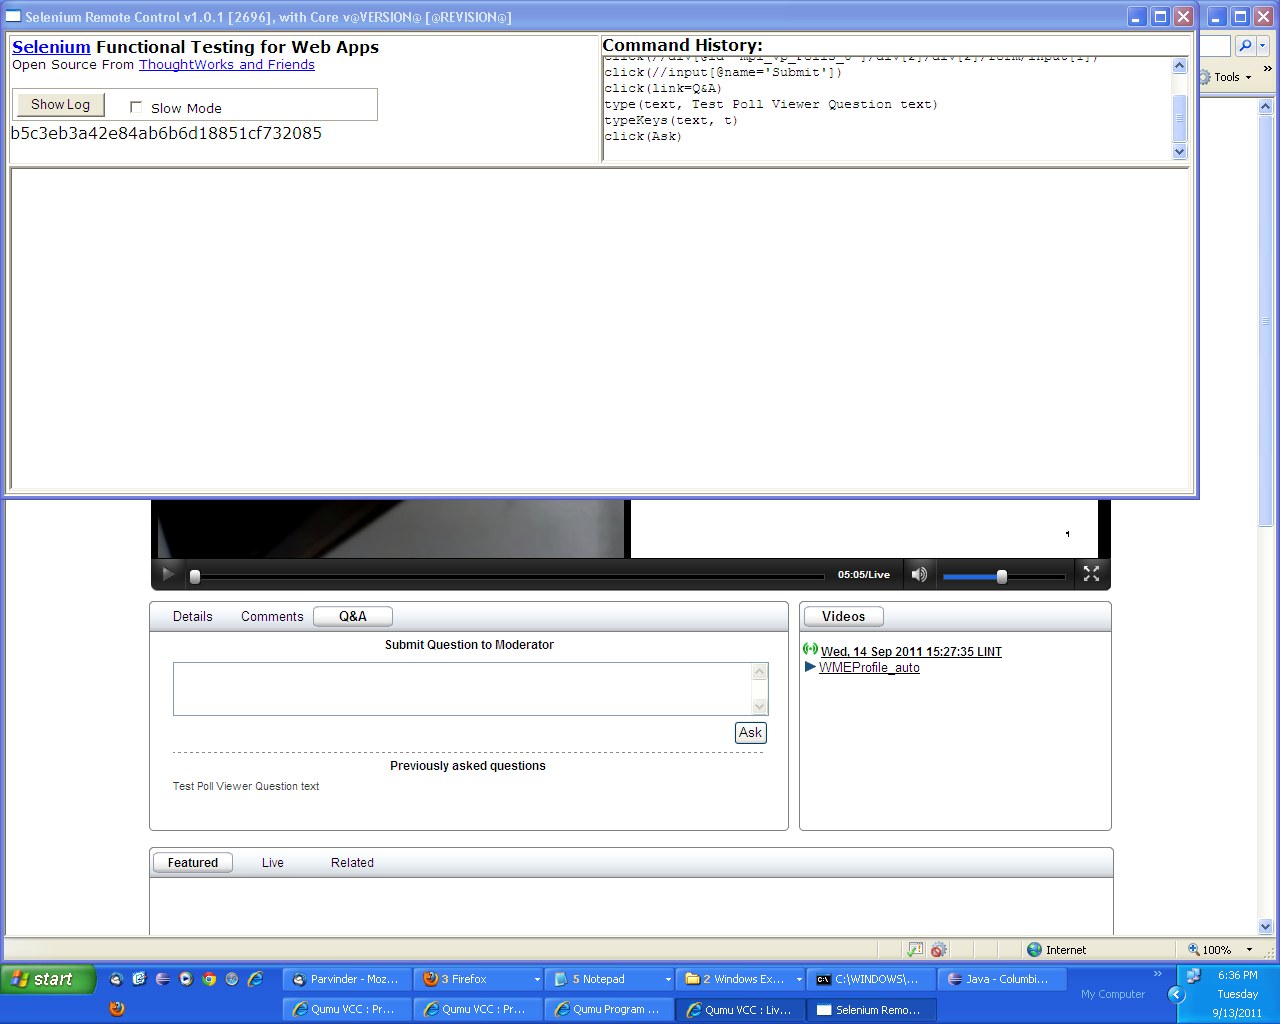 Selenium Remote Control v1.0.1 [2696], with Core v@VERSION@ [@REVISION@]
Selenium Functional Testing for Web Apps
Open Source From ThoughtWorks and Friends
Show Log
Slow Mode
b5c3eb3a42e84ab6b6d18851cf732085
Command History:
click(//input[@name='Submit'])
click(link=Q&A)
type(text, Test Poll Viewer Question text)
typeKeys(text, t)
click(Ask)
Tools
05:05/Live
Details Comments Q&A
Submit Question to Moderator
Ask
Previously asked questions
Test Poll Viewer Question text
Videos
Wed, 14 Sep 2011 15:27:35 LINT
WMEProfile_auto
Featured Live Related
Internet
100%
start
Parvinder - Moz...
3 Firefox
5 Notepad
2 Windows Ex...
C:\WINDOWS\...
Java - Columbi...
Qumu VCC : Pr...
Qumu VCC : Pr...
Qumu Program ...
Qumu VCC : Liv...
Selenium Remo...
My Computer
6:36 PM
Tuesday
9/13/2011